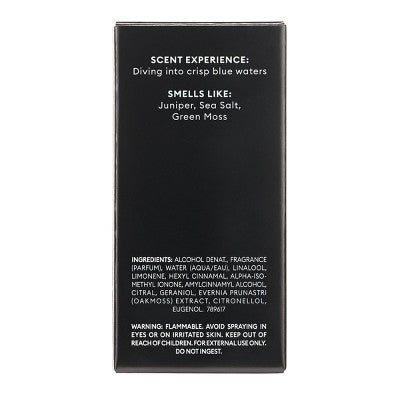 SCENT EXPERIENCE:
Diving into crisp blue waters
SMELLS LIKE:
Juniper, Sea Salt,
Green Moss
INGREDIENTS: ALCOHOL DENAT., FRAGRANCE
(PARFUM), WATER (AQUA/EAU), LINALOOL,
LIMONENE, HEXYL CINNAMAL, ALPHA-ISO-
METHYL IONONE, AMYLCINNAMYL ALCOHOL,
CITRAL, GERANIOL, EVERNIA PRUNASTRI
(OAKMOSS) EXTRACT, CITRONELLOL,
EUGENOL. 789617
WARNING: FLAMMABLE. AVOID SPRAYING IN
EYES OR ON IRRITATED SKIN. KEEP OUT OF
REACH OF CHILDREN. FOR EXTERNAL USE ONLY.
DO NOT INGEST.